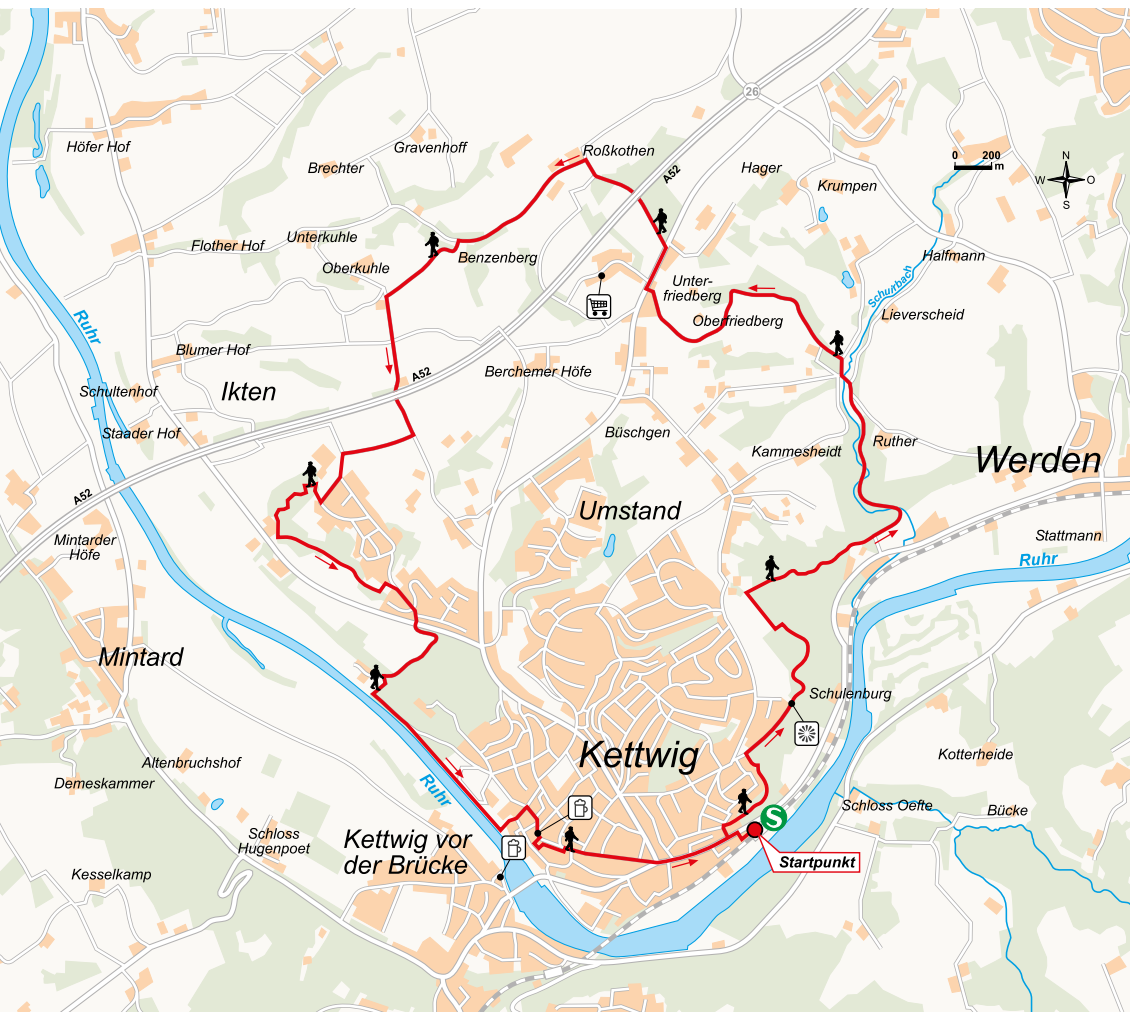 26
Höfer Hof
Gravenhoff
Roßkothen
Brechter
A52
Hager
Krumpen
0 200
m
N
W O
S
Flother Hof
Unterkuhle
Oberkuhle
Benzenberg
Halfmann
Unter-
friedberg
Schuirbach
Oberfriedberg
Lieverscheid
Ruhr
Blumer Hof
Schultenhof
Ikten
A52
Berchemer Höfe
Staader Hof
Büschgen
Kammesheidt
Ruther
Werden
A52
Umstand
Mintarder
Höfe
Stattmann
Ruhr
Mintard
Schulenburg
Kettwig
Altenbruchshof
Demeskammer
Ruhr
Kotterheide
Schloss Oefte
Bücke
S
Schloss
Hugenpoet
Kettwig vor
der Brücke
Startpunkt
Kesselkamp